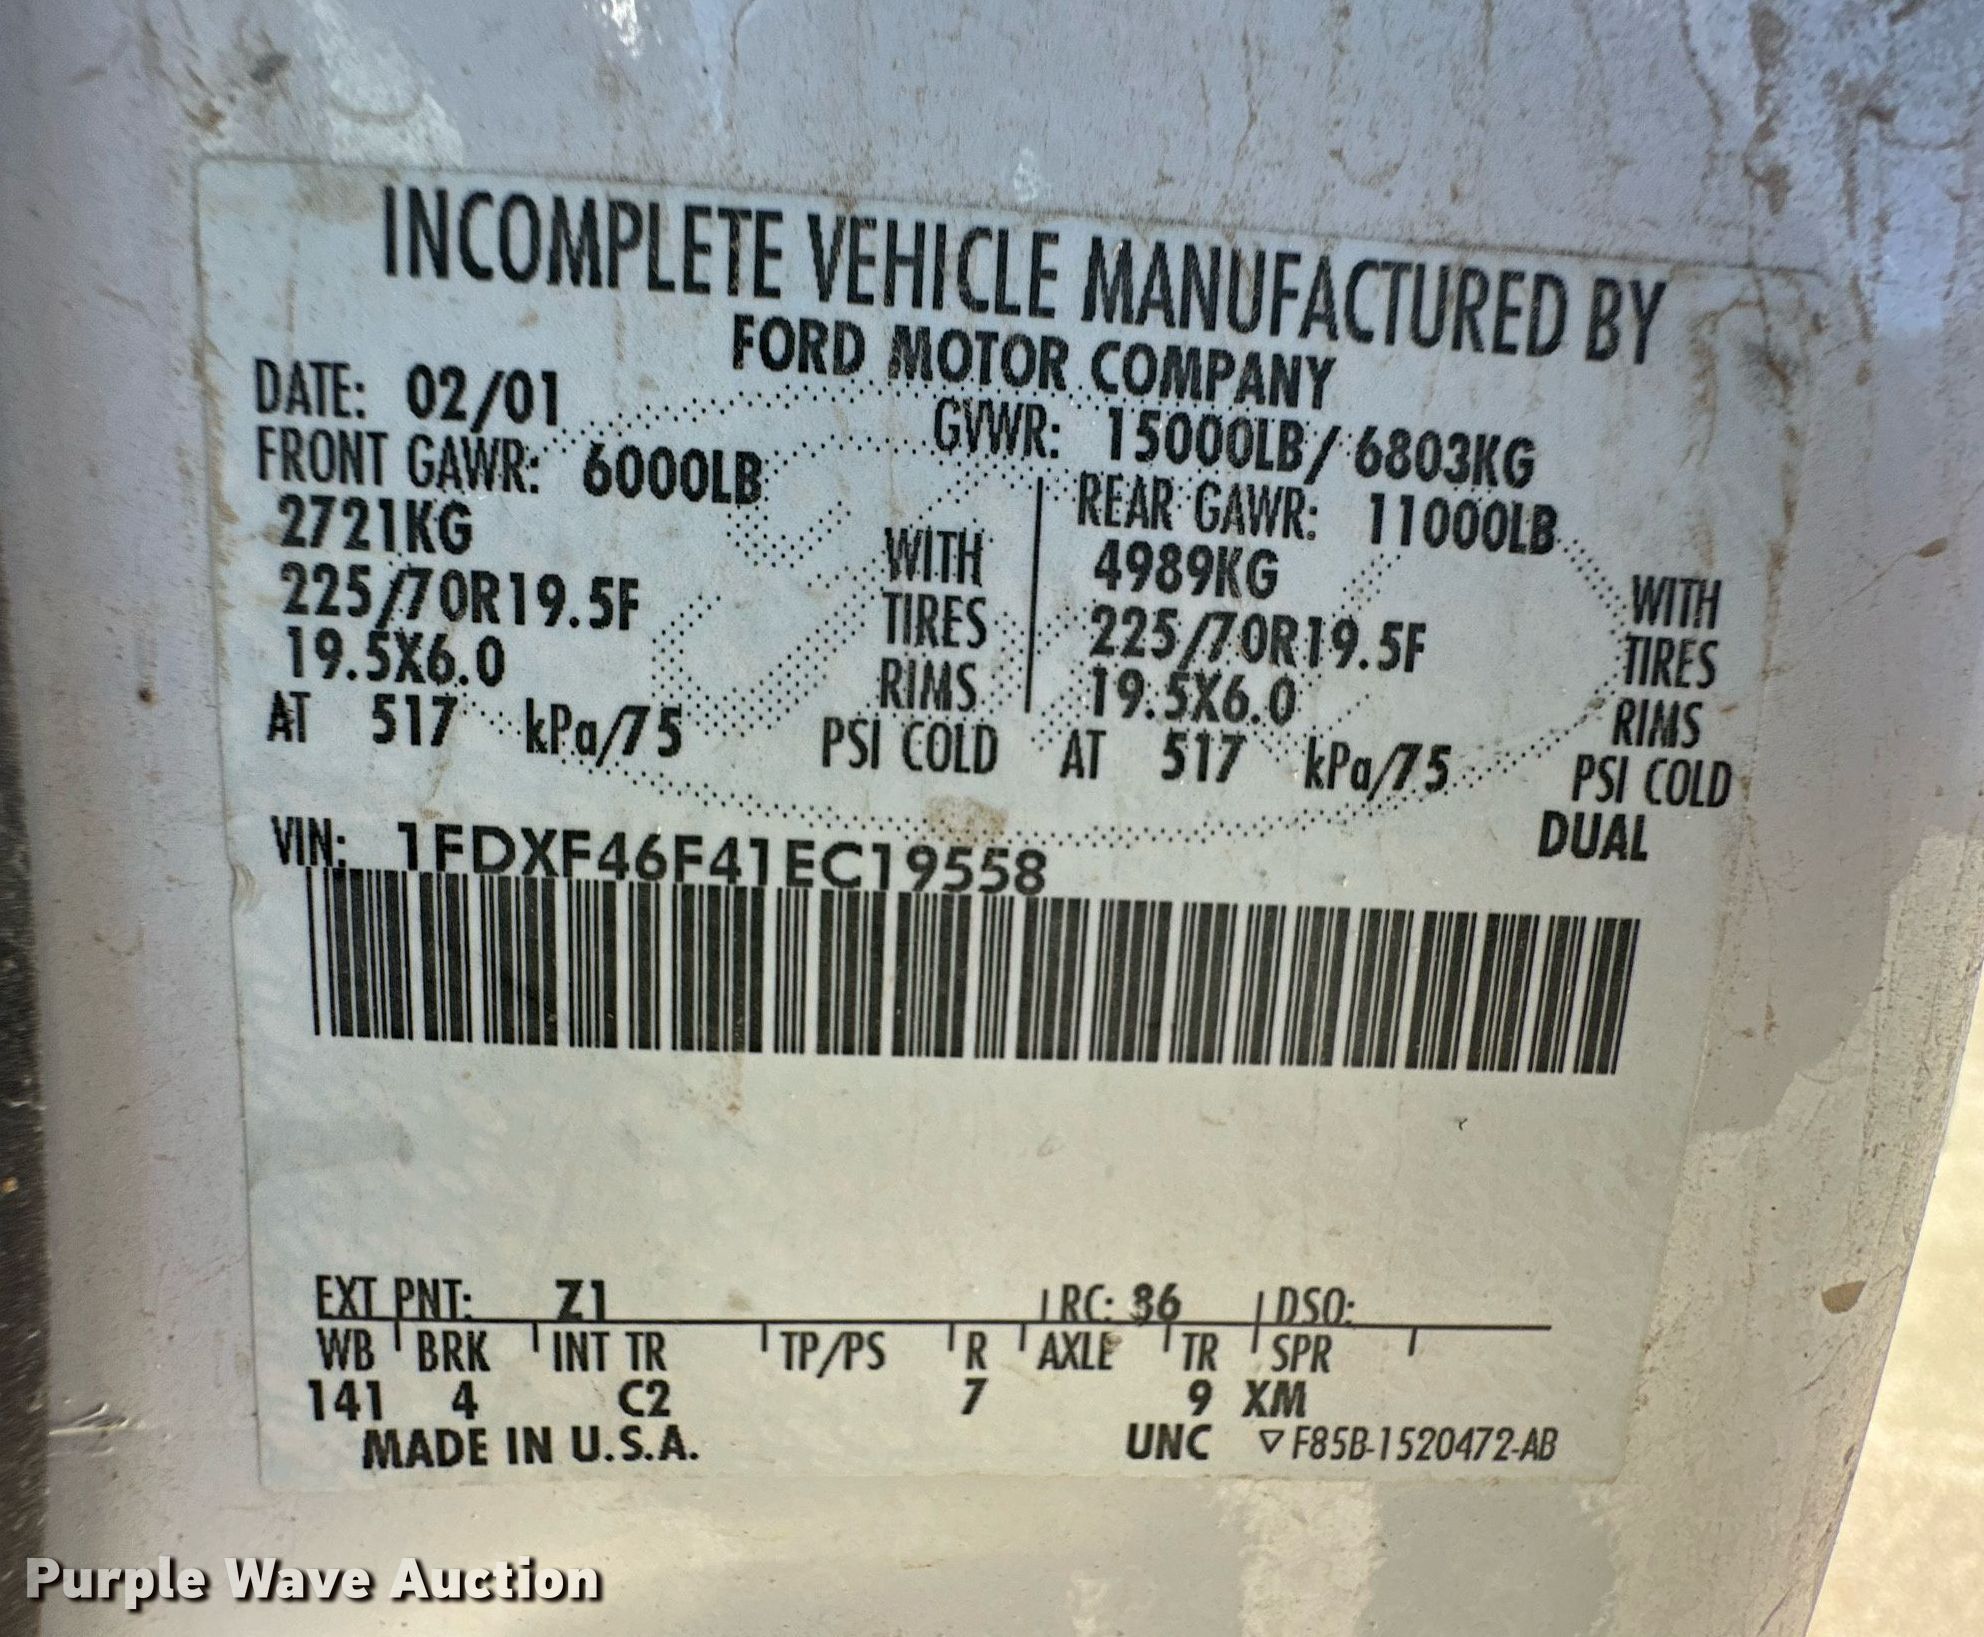 INCOMPLETE VEHICLE MANUFACTURED BY
FORD MOTOR COMPANY
DATE: 02/01 GVWR: 15000LB/ 6803KG
FRONT GAWR: 6000LB REAR GAWR: 11000LB
2721KG WITH 4989KG WITH
225/70R19.5F TIRES 225/70R19.5F TIRES
19.5X6.0 RIMS 19.5X6.0 RIMS
AT 517 kPa/75 PSI COLD AT 517 kPa/75 PSI COLD
DUAL
VIN: 1FDXF46F41EC19558
EXT PNT: Z1 RC: 36 DSO:
WB BRK INT TR TP/PS R AXLE TR SPR
141 4 C2 7 9 XM
MADE IN U.S.A. UNC ▽ F85B-1520472-AB
Purple Wave Auction